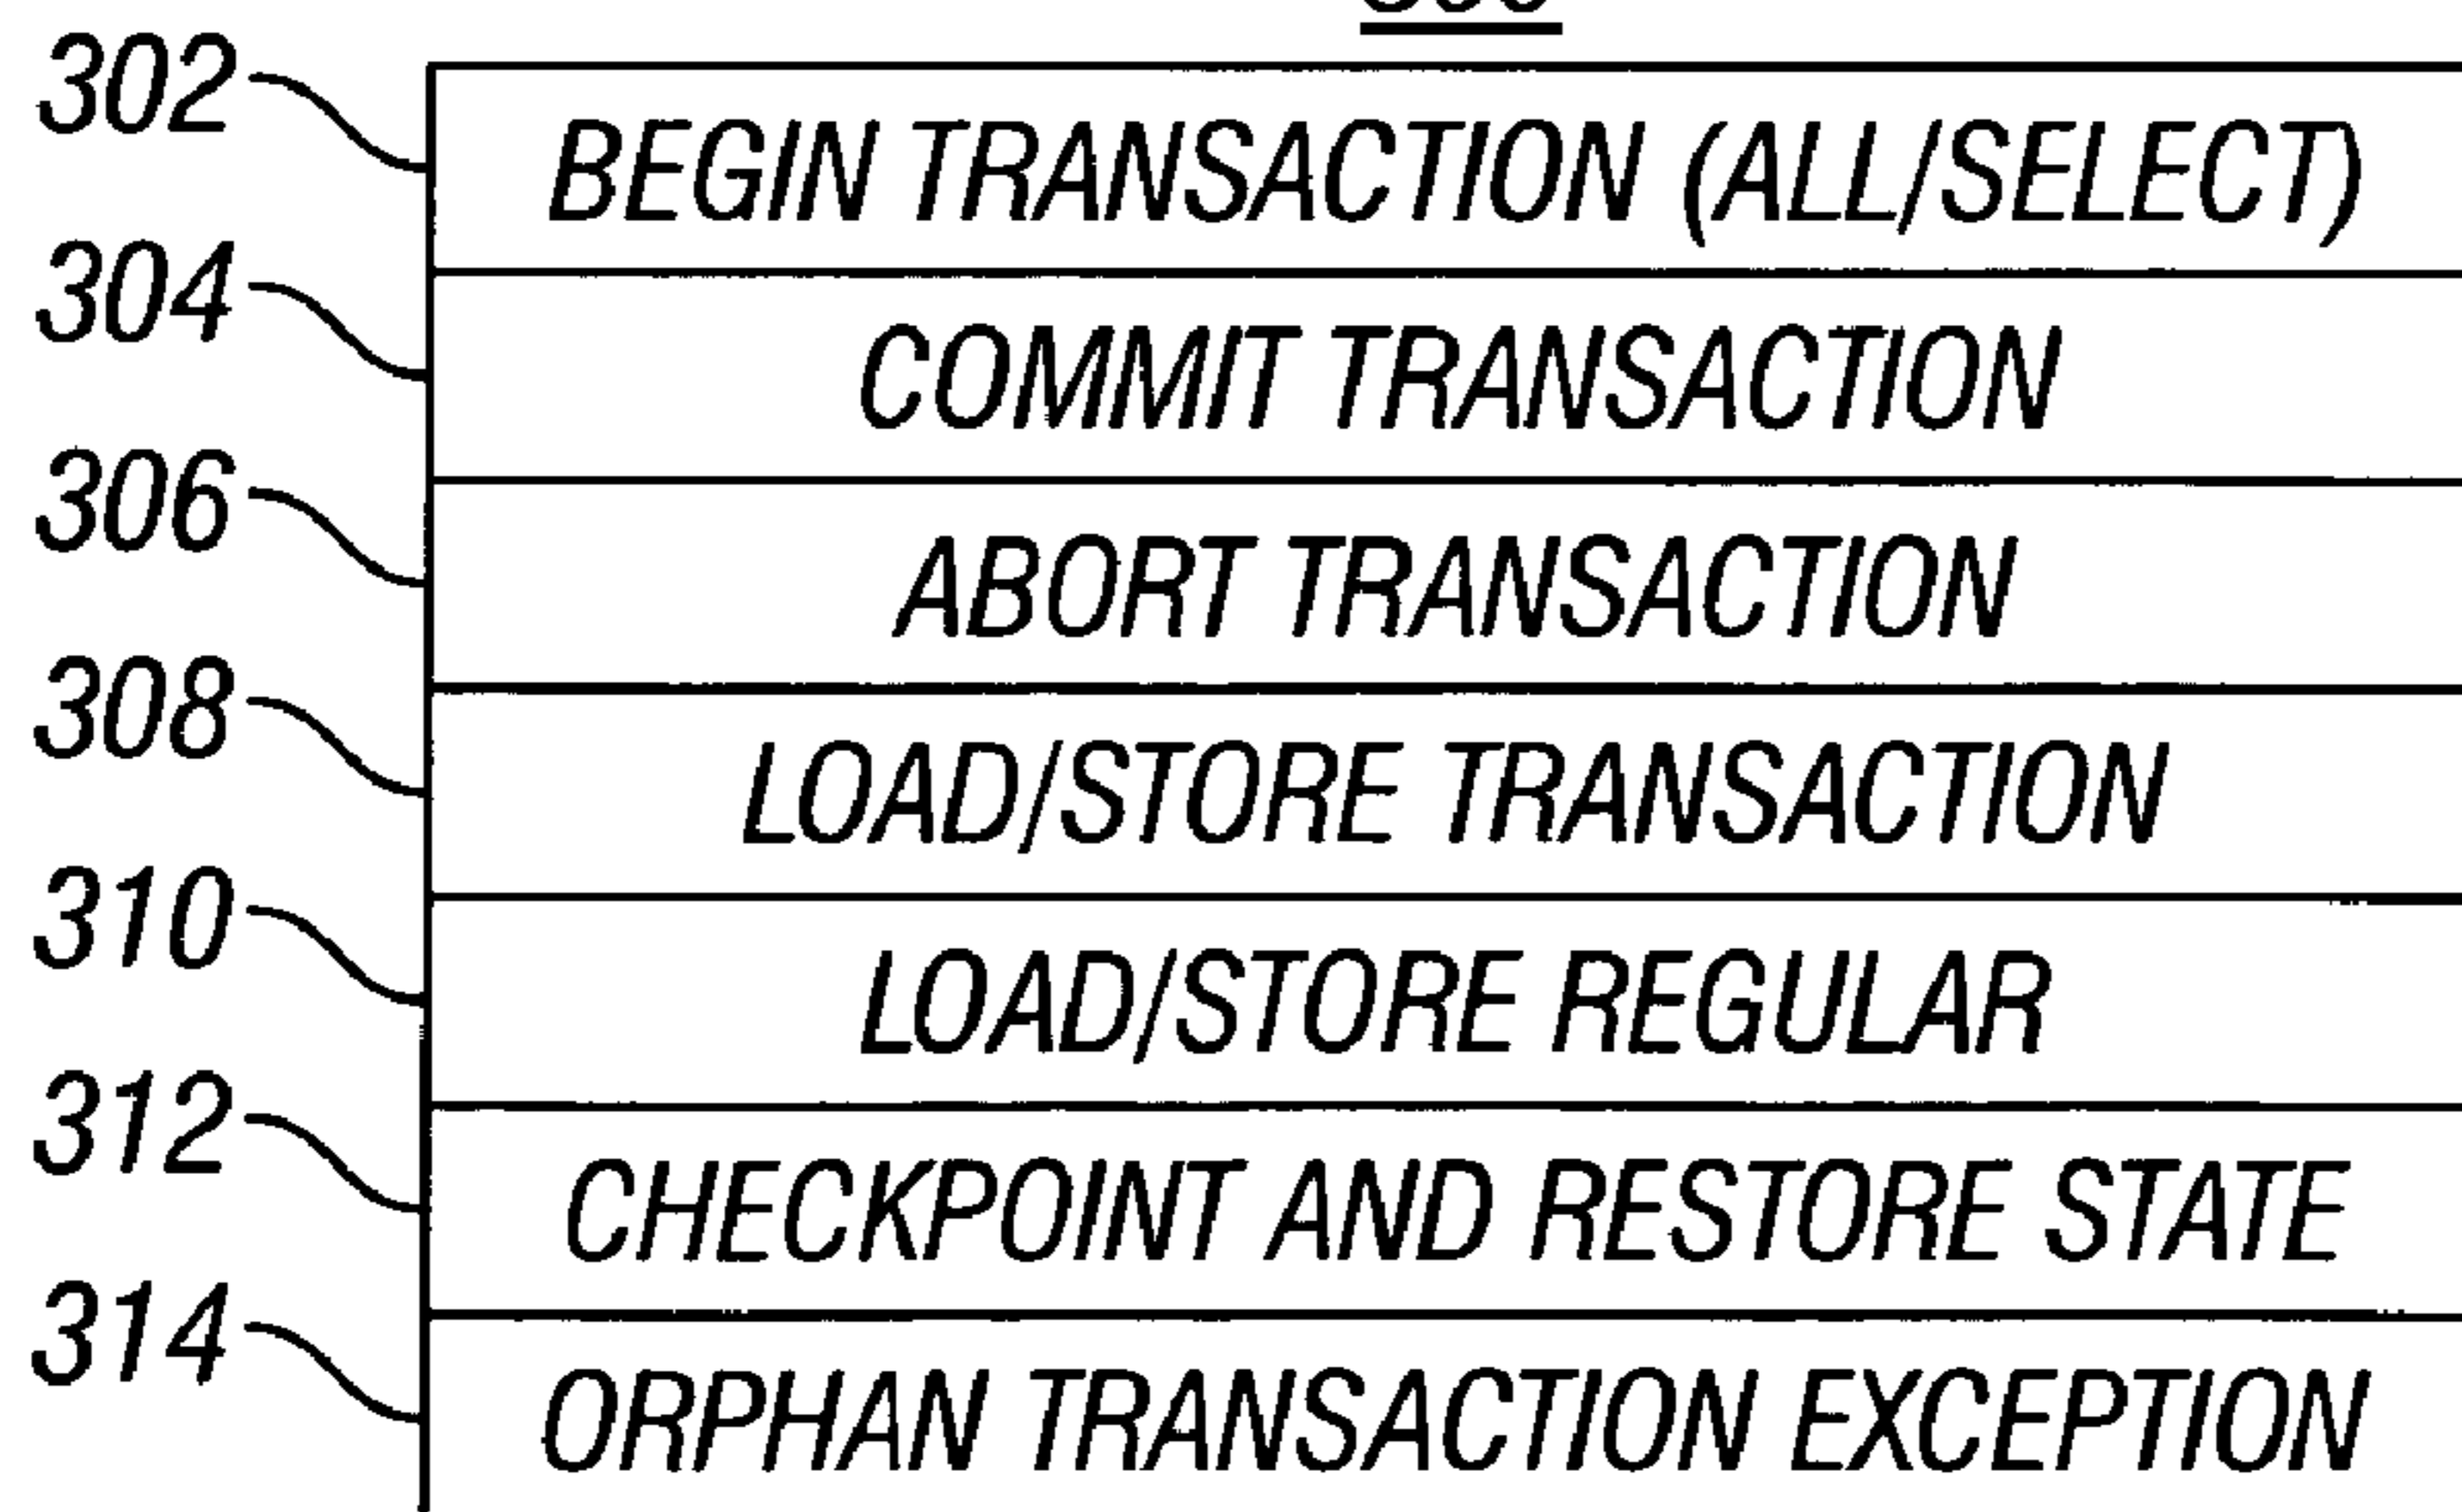 302 BEGIN TRANSACTION (ALL/SELECT)
304 COMMIT TRANSACTION
306 ABORT TRANSACTION
308 LOAD/STORE TRANSACTION
310 LOAD/STORE REGULAR
312 CHECKPOINT AND RESTORE STATE
314 ORPHAN TRANSACTION EXCEPTION